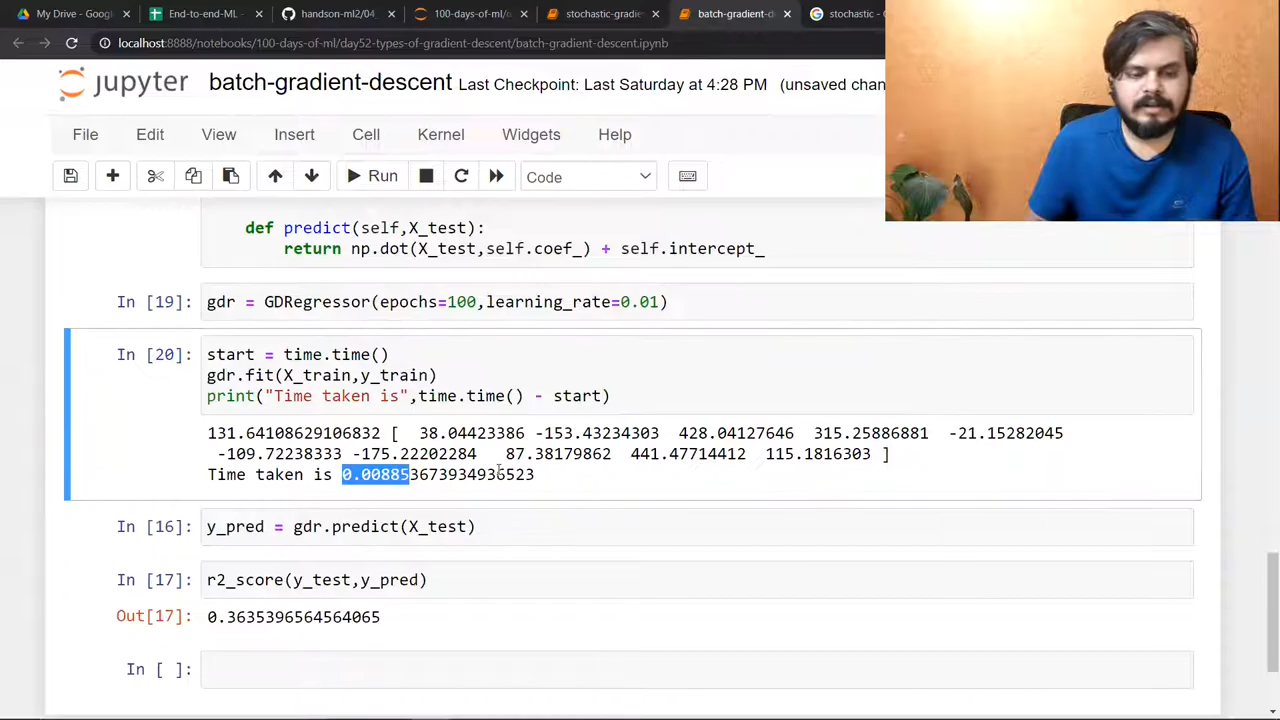 My Drive - Googl
End-to-end-ML -
handson-ml2/04_
100-days-of-ml/
stochastic-gradie
batch-gradient-de
stochastic - G
localhost:8888/notebooks/100-days-of-ml/day52-types-of-gradient-descent/batch-gradient-descent.ipynb
jupyter batch-gradient-descent Last Checkpoint: Last Saturday at 4:28 PM (unsaved chan
File Edit View Insert Cell Kernel Widgets Help
Run Code
def predict(self,X_test):
return np.dot(X_test,self.coef_) + self.intercept_
In [19]: gdr = GDRegressor(epochs=100,learning_rate=0.01)
In [20]: start = time.time()
gdr.fit(X_train,y_train)
print("Time taken is",time.time() - start)
131.64108629106832 [ 38.04423386 -153.43234303 428.04127646 315.25886881 -21.15282045
-109.72238333 -175.22202284 87.38179862 441.47714412 115.1816303 ]
Time taken is 0.008853673934936523
In [16]: y_pred = gdr.predict(X_test)
In [17]: r2_score(y_test,y_pred)
Out[17]: 0.3635396564564065
In [ ]: